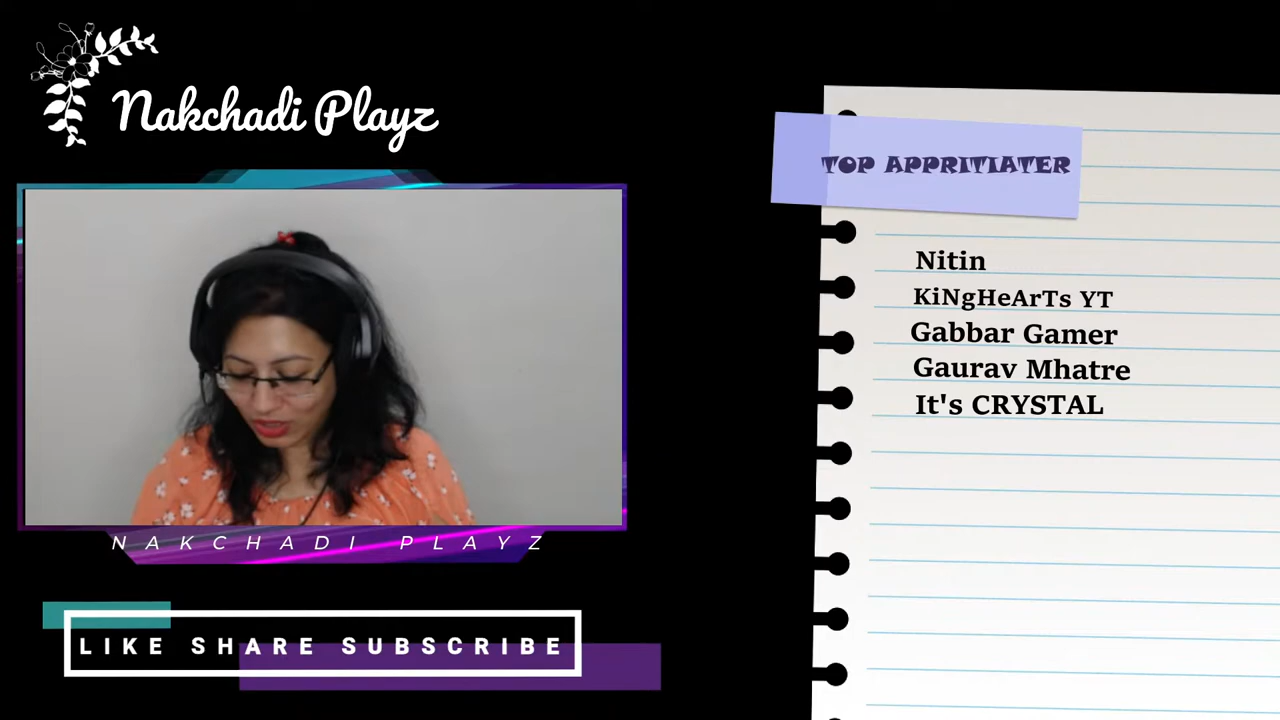 Nakchadi Playz
NAKCHADI PLAYZ
LIKE SHARE SUBSCRIBE
TOP APPRITIATER
Nitin
KiNgHeArTs YT
Gabbar Gamer
Gaurav Mhatre
It's CRYSTAL